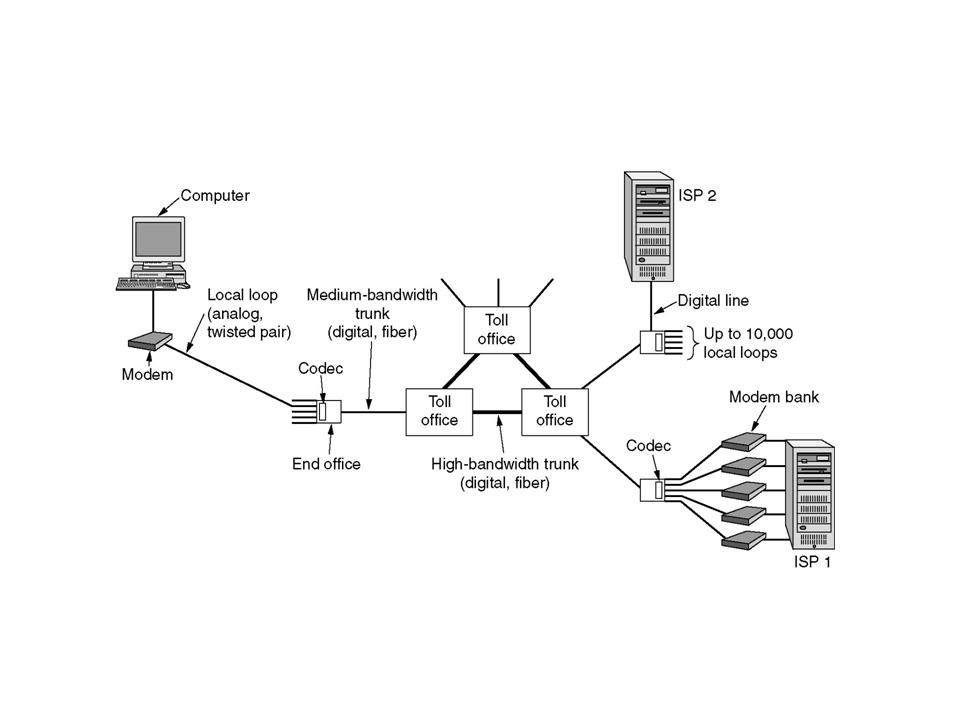 Computer
ISP 2
Local loop
(analog,
twisted pair)
Medium-bandwidth
trunk
(digital, fiber)
Digital line
Toll
office
Up to 10,000
local loops
Modem
Codec
Toll
office
Toll
office
Modem bank
End office
High-bandwidth trunk
(digital, fiber)
Codec
ISP 1